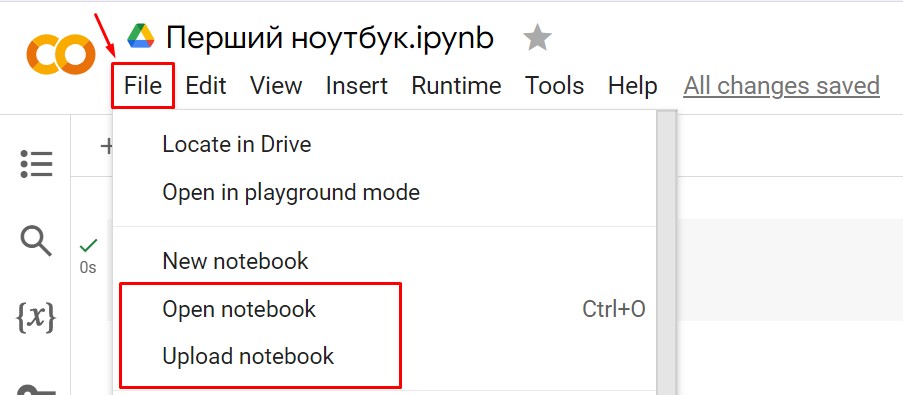 Перший ноутбук.ipynb
File Edit View Insert Runtime Tools Help All changes saved
Locate in Drive
Open in playground mode
0s
New notebook
{x}
Open notebook Ctrl+O
Upload notebook